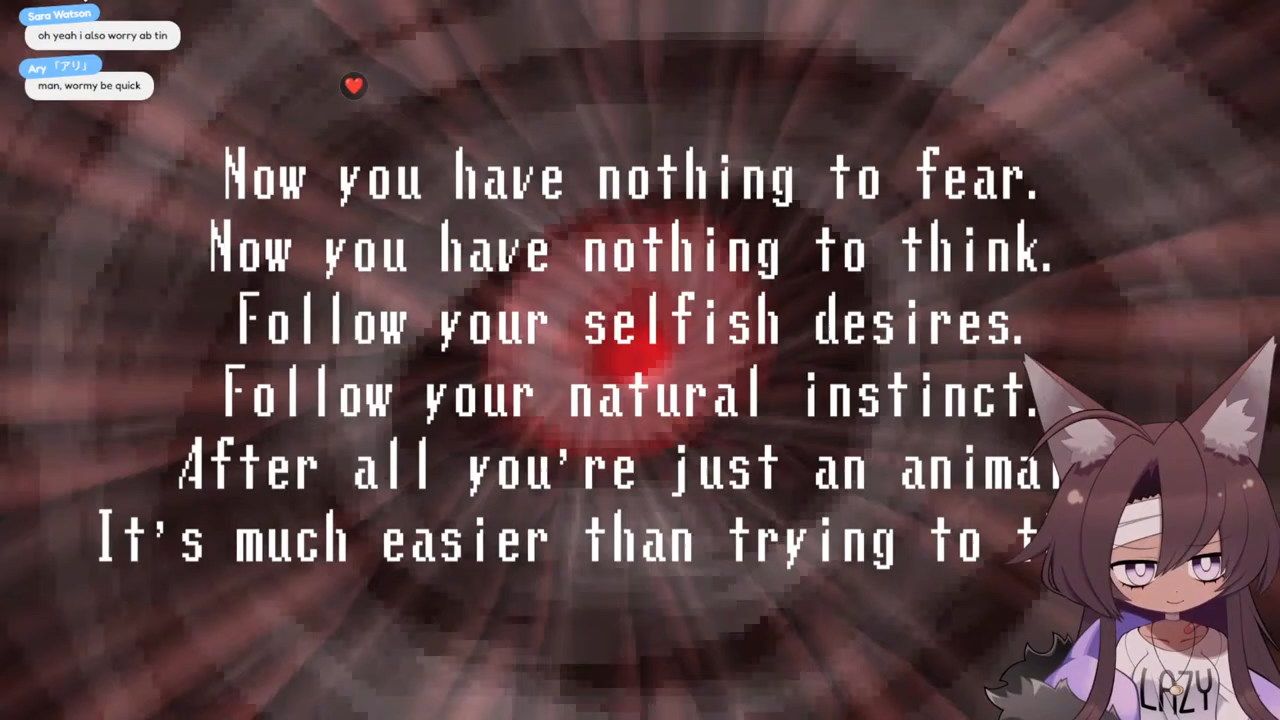 Sara Watson
oh yeah i also worry ab tin
Ary 「アリ」
man, wormy be quick
Now you have nothing to fear.
Now you have nothing to think.
Follow your selfish desires.
Follow your natural instinct.
After all you're just an animal
It's much easier than trying to
LAZY